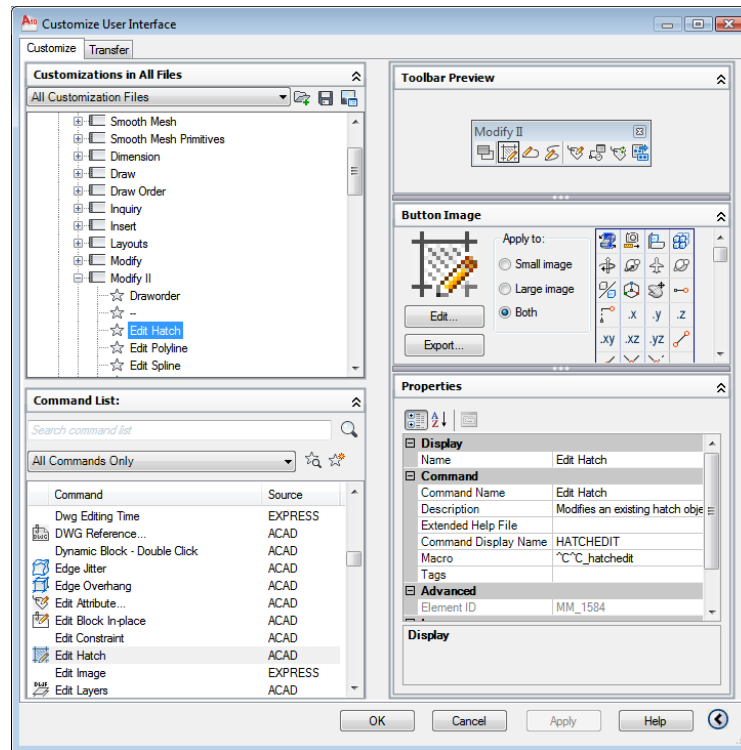 Customize User Interface
Customize Transfer
Customizations in All Files
All Customization Files
Smooth Mesh
Smooth Mesh Primitives
Dimension
Draw
Draw Order
Inquiry
Insert
Layouts
Modify
Modify II
Draworder
--
Edit Hatch
Edit Polyline
Edit Spline
Command List:
Search command list
All Commands Only
Command Source
Dwg Editing Time EXPRESS
DWG Reference... ACAD
Dynamic Block - Double Click ACAD
Edge Jitter ACAD
Edge Overhang ACAD
Edit Attribute... ACAD
Edit Block In-place ACAD
Edit Constraint ACAD
Edit Hatch ACAD
Edit Image EXPRESS
Edit Layers ACAD
Toolbar Preview
Modify II
Button Image
Apply to:
Small image
Large image
Both
Edit...
Export...
.x .y .z
.xy .xz .yz
Properties
Display
Name Edit Hatch
Command
Command Name Edit Hatch
Description Modifies an existing hatch obje
Extended Help File
Command Display Name HATCHEDIT
Macro ^C^C_hatchedit
Tags
Advanced
Element ID MM_1584
Display
OK Cancel Apply Help